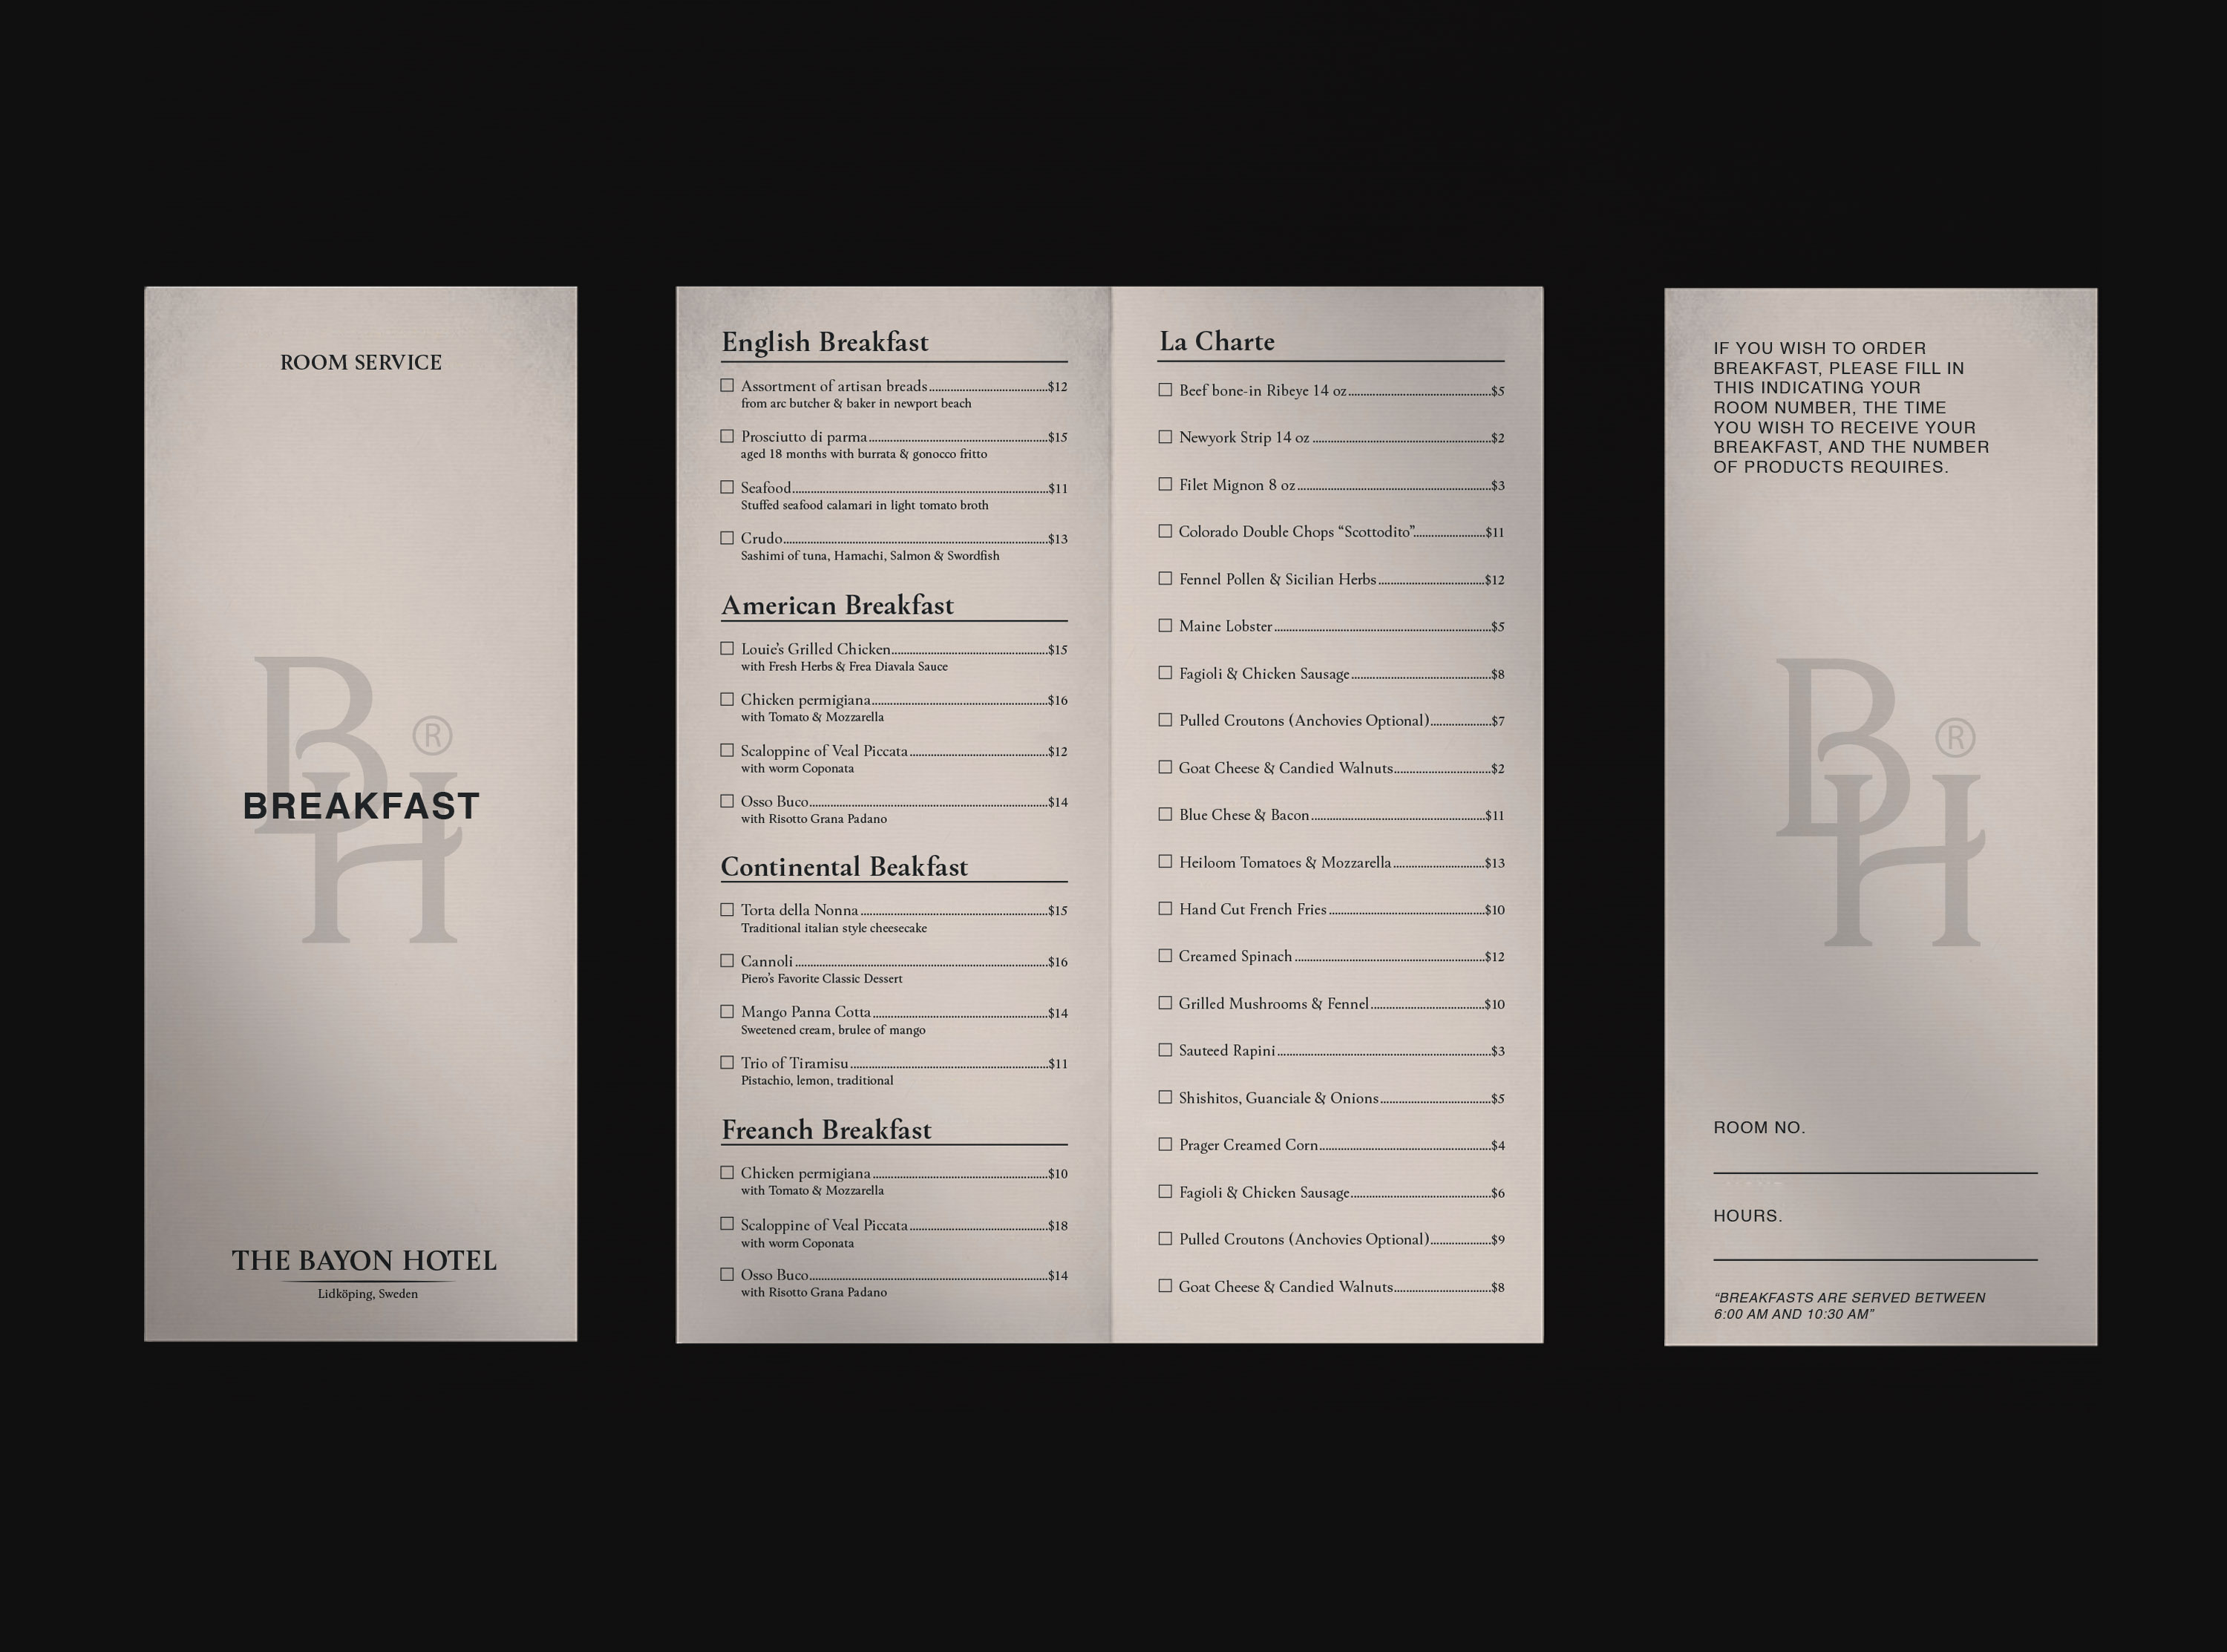 ROOM SERVICE
BH®
BREAKFAST
THE BAYON HOTEL
Lidköping, Sweden
English Breakfast
Assortment of artisan breads $12
from arc butcher & baker in newport beach
Prosciutto di parma $15
aged 18 months with burrata & gonocco fritto
Seafood $11
Stuffed seafood calamari in light tomato broth
Crudo $13
Sashimi of tuna, Hamachi, Salmon & Swordfish
American Breakfast
Louie's Grilled Chicken $15
with Fresh Herbs & Frea Diavala Sauce
Chicken permigiana $16
with Tomato & Mozzarella
Scaloppine of Veal Piccata $12
with worm Coponata
Osso Buco $14
with Risotto Grana Padano
Continental Beakfast
Torta della Nonna $15
Traditional italian style cheesecake
Cannoli $16
Piero's Favorite Classic Dessert
Mango Panna Cotta $14
Sweetened cream, brulee of mango
Trio of Tiramisu $11
Pistachio, lemon, traditional
Freanch Breakfast
Chicken permigiana $10
with Tomato & Mozzarella
Scaloppine of Veal Piccata $18
with worm Coponata
Osso Buco $14
with Risotto Grana Padano
La Charte
Beef bone-in Ribeye 14 oz $5
Newyork Strip 14 oz $2
Filet Mignon 8 oz $3
Colorado Double Chops “Scottodito” $11
Fennel Pollen & Sicilian Herbs $12
Maine Lobster $5
Fagioli & Chicken Sausage $8
Pulled Croutons (Anchovies Optional) $7
Goat Cheese & Candied Walnuts $2
Blue Chese & Bacon $11
Heiloom Tomatoes & Mozzarella $13
Hand Cut French Fries $10
Creamed Spinach $12
Grilled Mushrooms & Fennel $10
Sauteed Rapini $3
Shishitos, Guanciale & Onions $5
Prager Creamed Corn $4
Fagioli & Chicken Sausage $6
Pulled Croutons (Anchovies Optional) $9
Goat Cheese & Candied Walnuts $8
IF YOU WISH TO ORDER
BREAKFAST, PLEASE FILL IN
THIS INDICATING YOUR
ROOM NUMBER, THE TIME
YOU WISH TO RECEIVE YOUR
BREAKFAST, AND THE NUMBER
OF PRODUCTS REQUIRES.
BH®
ROOM NO.
HOURS.
“BREAKFASTS ARE SERVED BETWEEN
6:00 AM AND 10:30 AM”